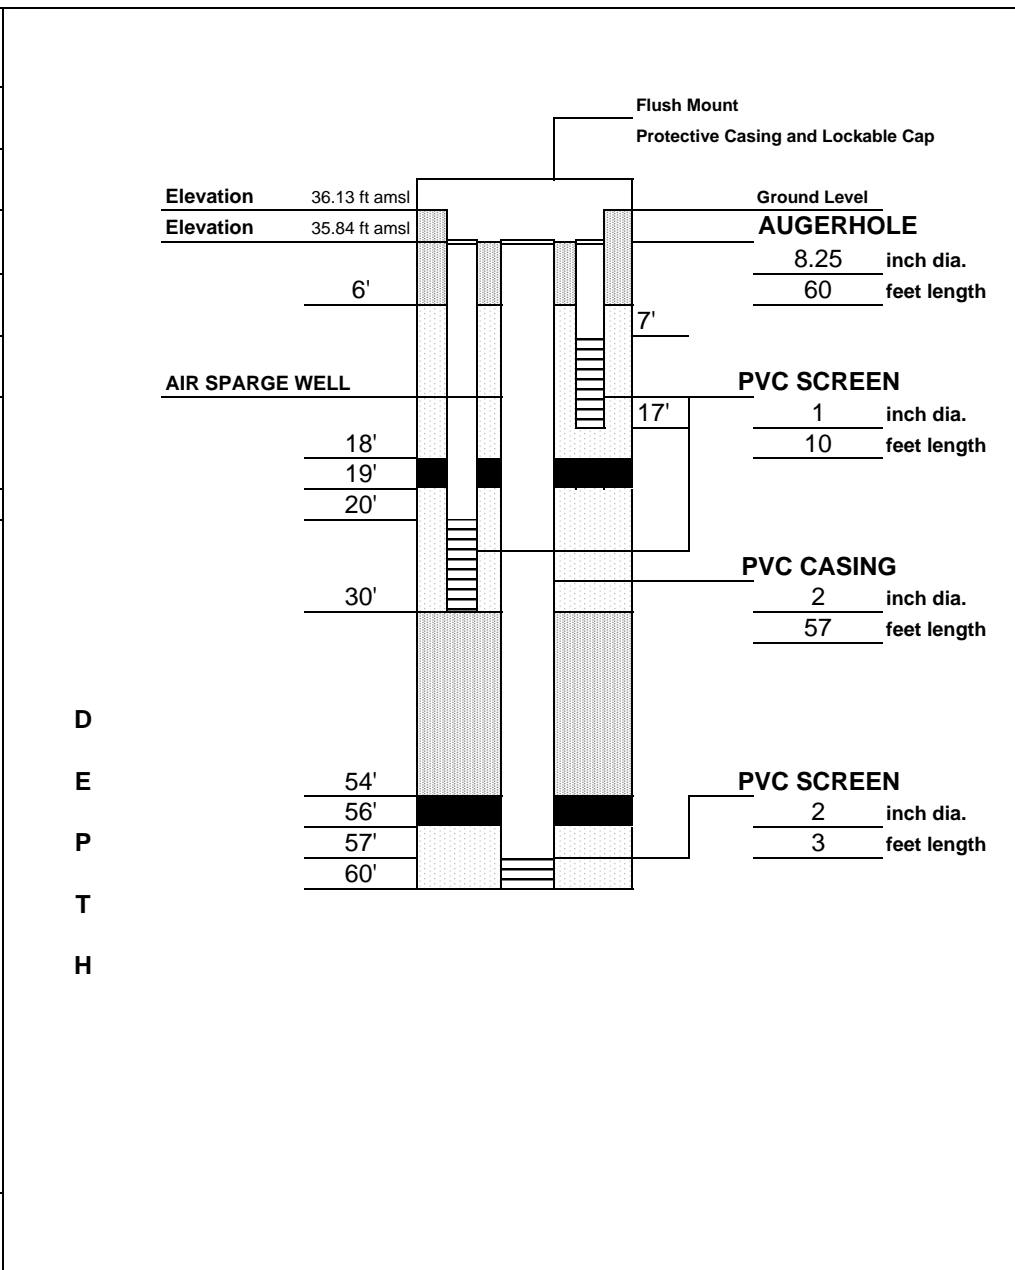 Flush Mount
Protective Casing and Lockable Cap
Elevation 36.13 ft amsl Ground Level
Elevation 35.84 ft amsl AUGERHOLE
8.25 inch dia.
6' 60 feet length
7'
AIR SPARGE WELL PVC SCREEN
17' 1 inch dia.
18' 10 feet length
19'
20'
PVC CASING
30' 2 inch dia.
57 feet length
D
E 54' PVC SCREEN
56' 2 inch dia.
P 57' 3 feet length
60'
T
H